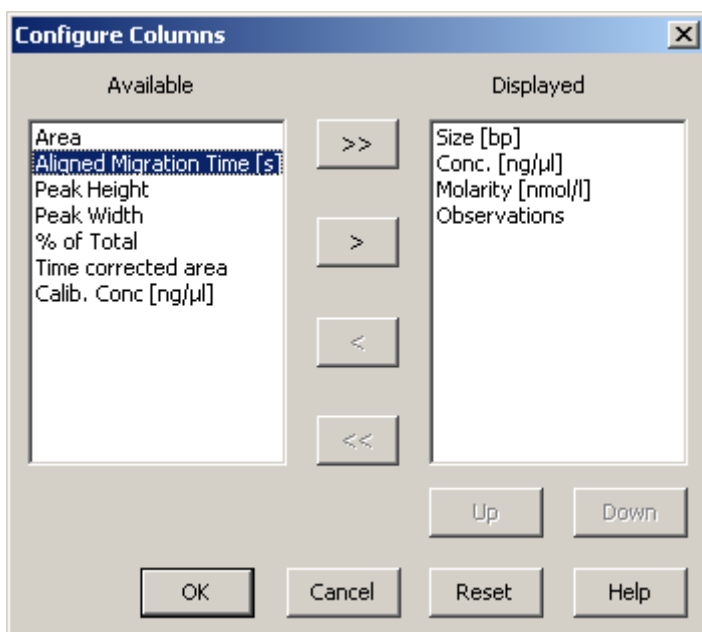 Configure Columns
Available
Displayed
Area
Aligned Migration Time [s]
Peak Height
Peak Width
% of Total
Time corrected area
Calib. Conc [ng/µl]
>>
>
<
<<
Size [bp]
Conc. [ng/µl]
Molarity [nmol/l]
Observations
Up
Down
OK
Cancel
Reset
Help